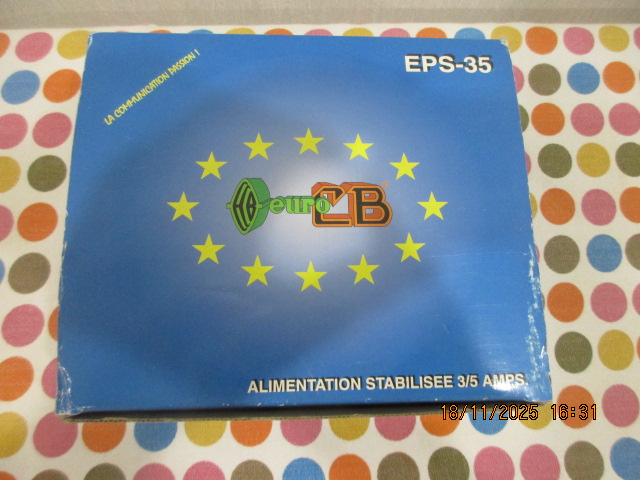 LA COMMUNICATION PASSION !
EPS-35
euro CB®
ALIMENTATION STABILISEE 3/5 AMPS.
18/11/2025 16:31